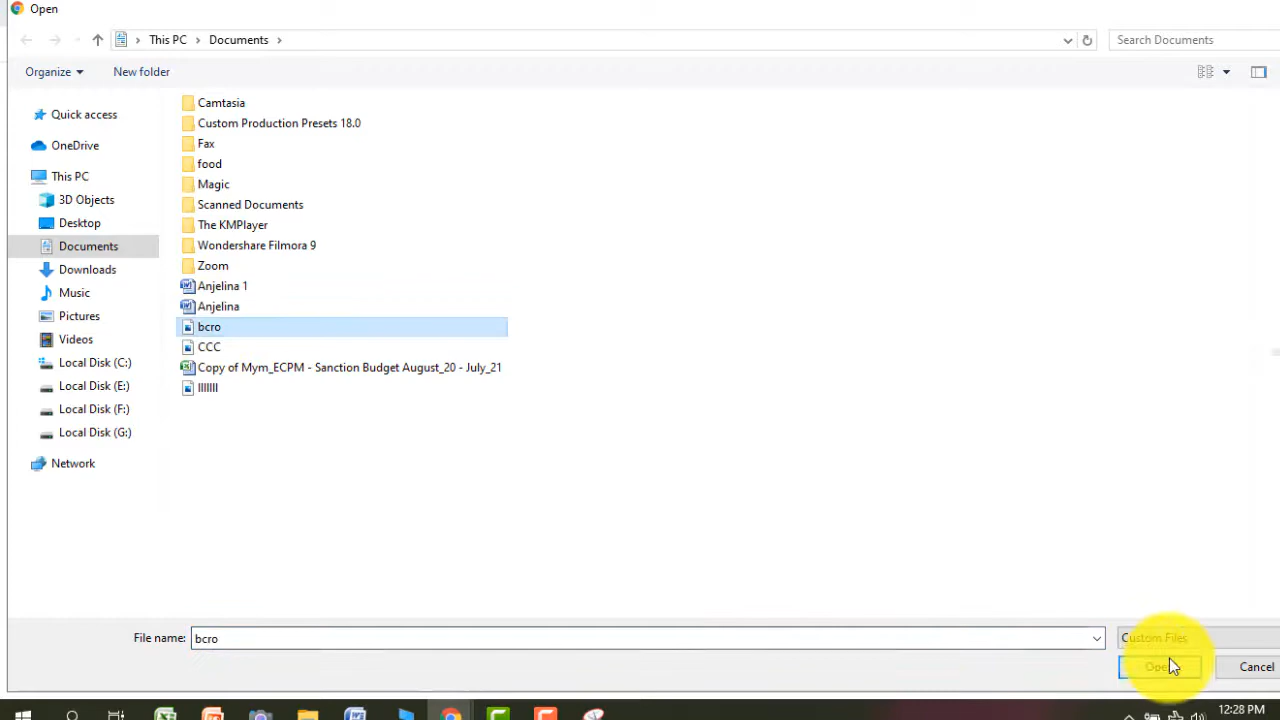 Open
This PC
Documents
Search Documents
Organize
New folder
Quick access
OneDrive
This PC
3D Objects
Desktop
Documents
Downloads
Music
Pictures
Videos
Local Disk (C:)
Local Disk (E:)
Local Disk (F:)
Local Disk (G:)
Network
Camtasia
Custom Production Presets 18.0
Fax
food
Magic
Scanned Documents
The KMPlayer
Wondershare Filmora 9
Zoom
Anjelina 1
Anjelina
bcro
CCC
Copy of Mym_ECPM - Sanction Budget August_20 - July_21
File name:
bcro
Custom Files
Open
Cancel
12:28 PM